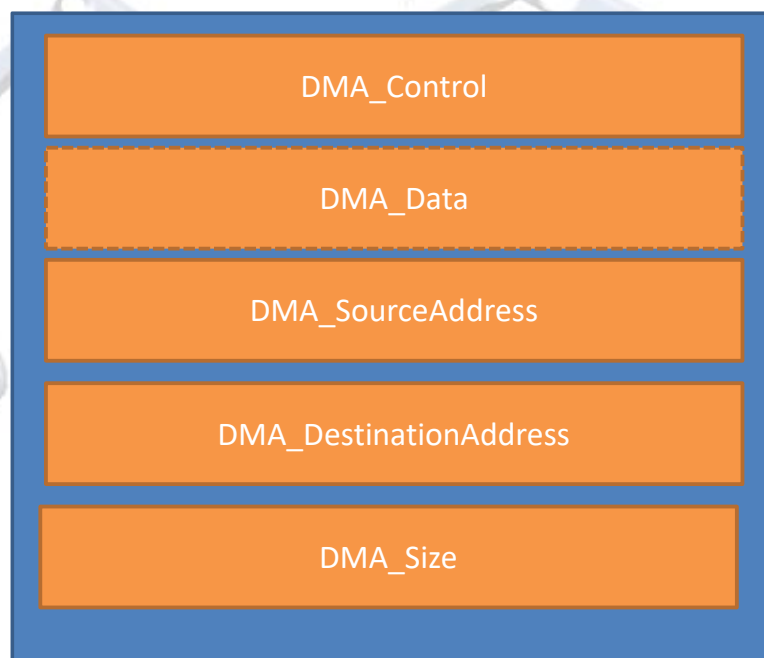 DMA_Control
DMA_Data
DMA_SourceAddress
DMA_DestinationAddress
DMA_Size